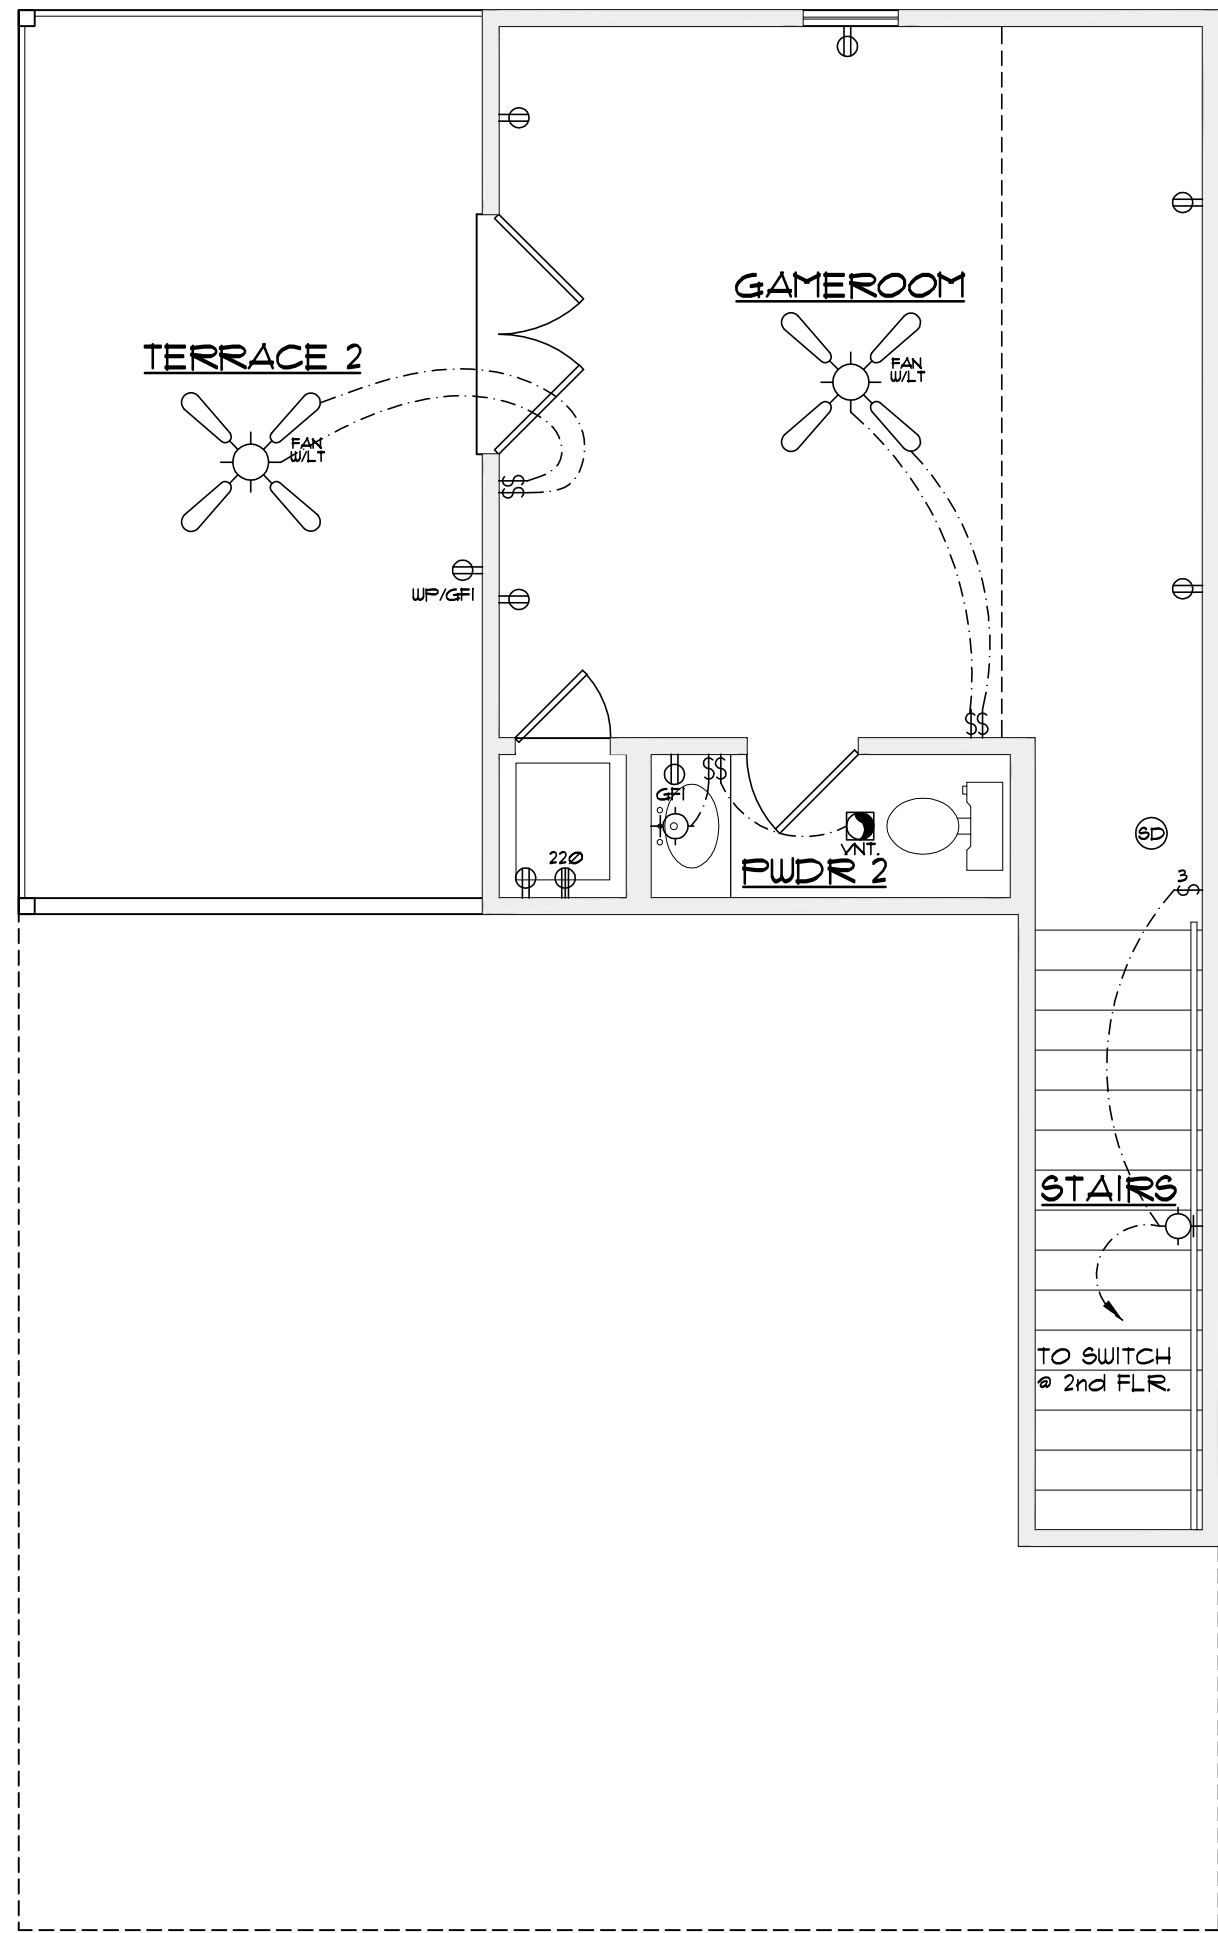 GAMEROOM
TERRACE 2
FAN
W/LT
FAN
W/LT
$$
WP/GFI
$$
$$
GFI
SD
VNT.
220
PWDR 2
3
$
STAIRS
TO SWITCH
@ 2nd FLR.